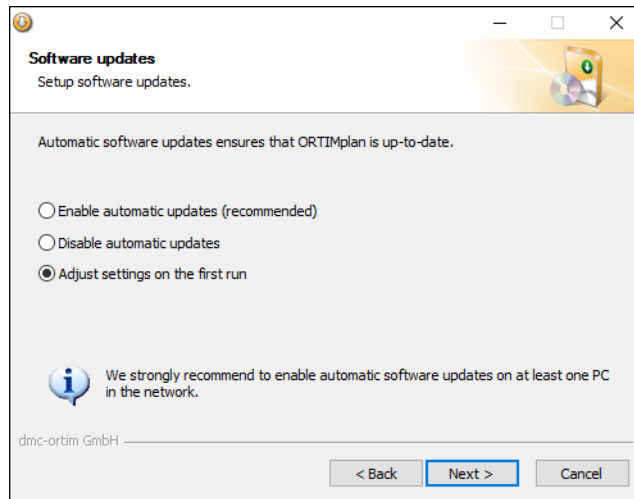 Software updates
Setup software updates.
Automatic software updates ensures that ORTIMplan is up-to-date.
Enable automatic updates (recommended)
Disable automatic updates
Adjust settings on the first run
We strongly recommend to enable automatic software updates on at least one PC
in the network.
dmc-ortim GmbH
< Back Next > Cancel